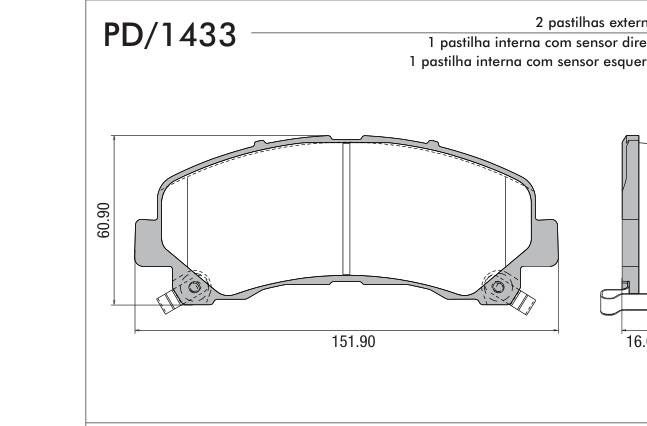 PD/1433
2 pastilhas extern
1 pastilha interna com sensor dire
1 pastilha interna com sensor esquer
60.90
151.90
16.